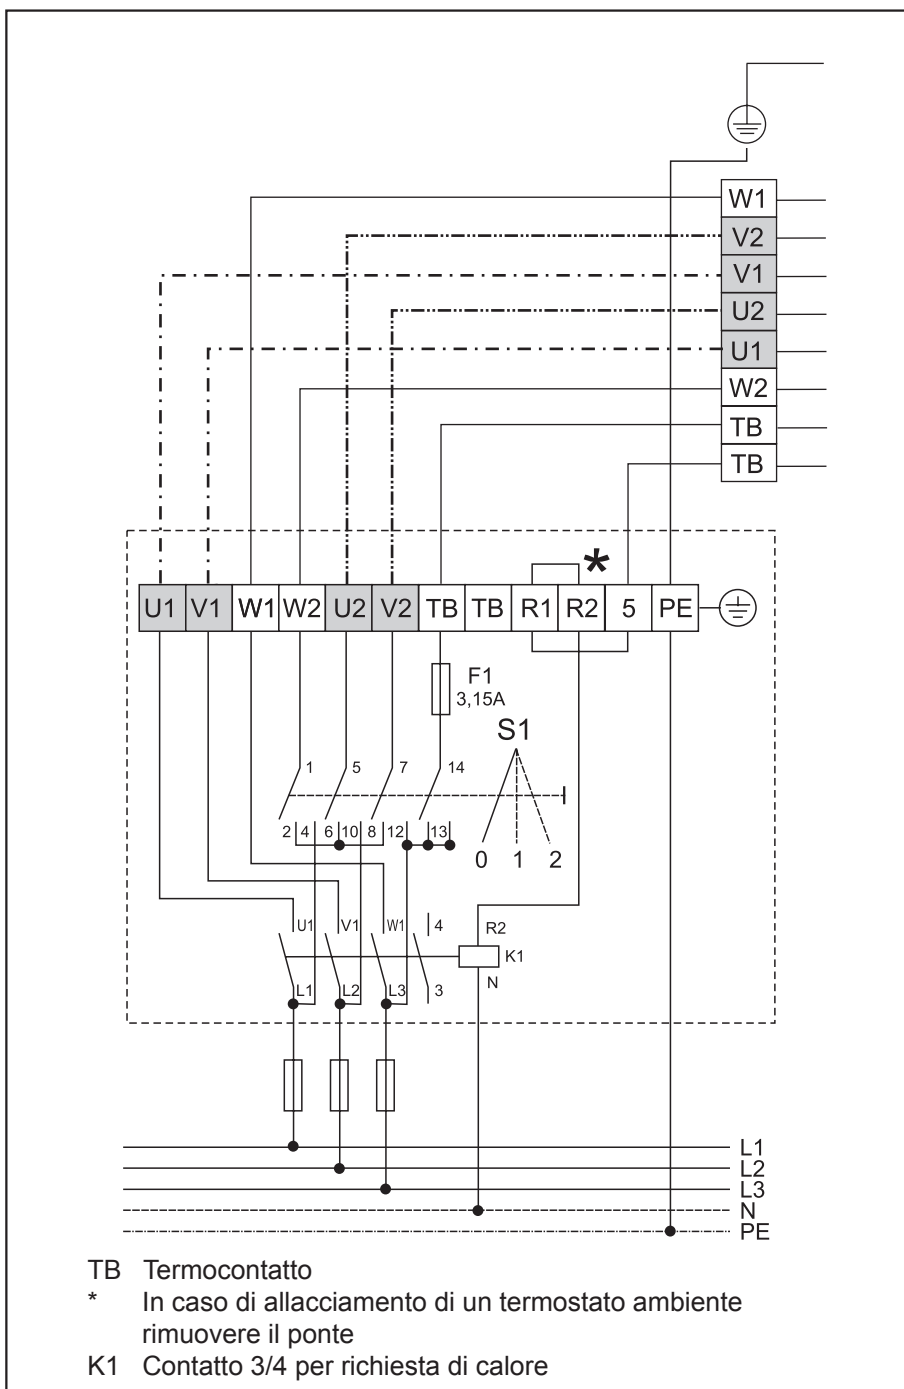 W1
V2
V1
U2
U1
W2
TB
TB
*
U1 V1 W1 W2 U2 V2 TB TB R1 R2 5 PE
F1
3,15A
S1
1 5 7 14
2 4 6 10 8 12 13
0 1 2
U1 V1 W1 4 R2
K1
L1 L2 L3 3 N
L1
L2
L3
N
PE
TB Termocontatto
* In caso di allacciamento di un termostato ambiente
rimuovere il ponte
K1 Contatto 3/4 per richiesta di calore